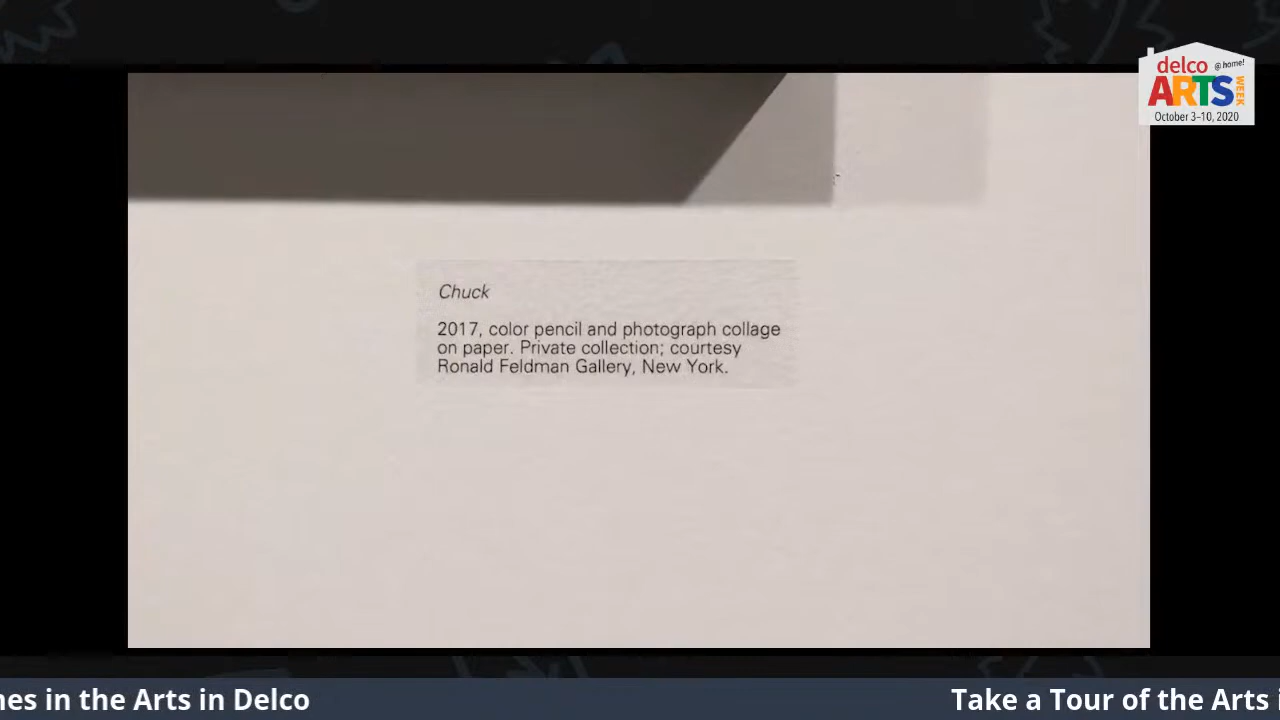 delco @home!
ARTS WEEK
October 3-10, 2020
Chuck
2017, color pencil and photograph collage
on paper. Private collection; courtesy
Ronald Feldman Gallery, New York.
in the Arts in Delco
Take a Tour of the Arts